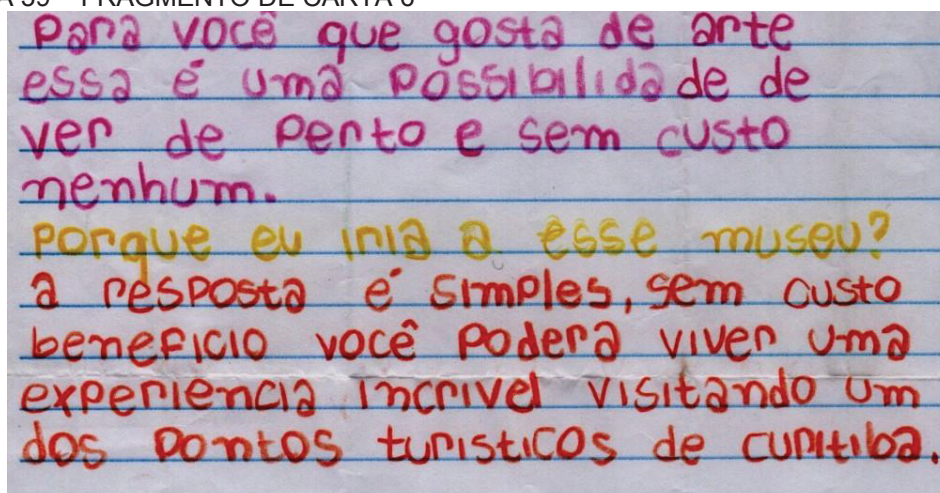 Para você que gosta de arte
essa é uma possibilidade de
ver de perto e sem custo
nenhum.
Porque eu iria a esse museu?
a resposta é simples, sem custo
beneficio você poderá viver uma
experiencia incrivel visitando um
dos pontos turisticos de curitiba.